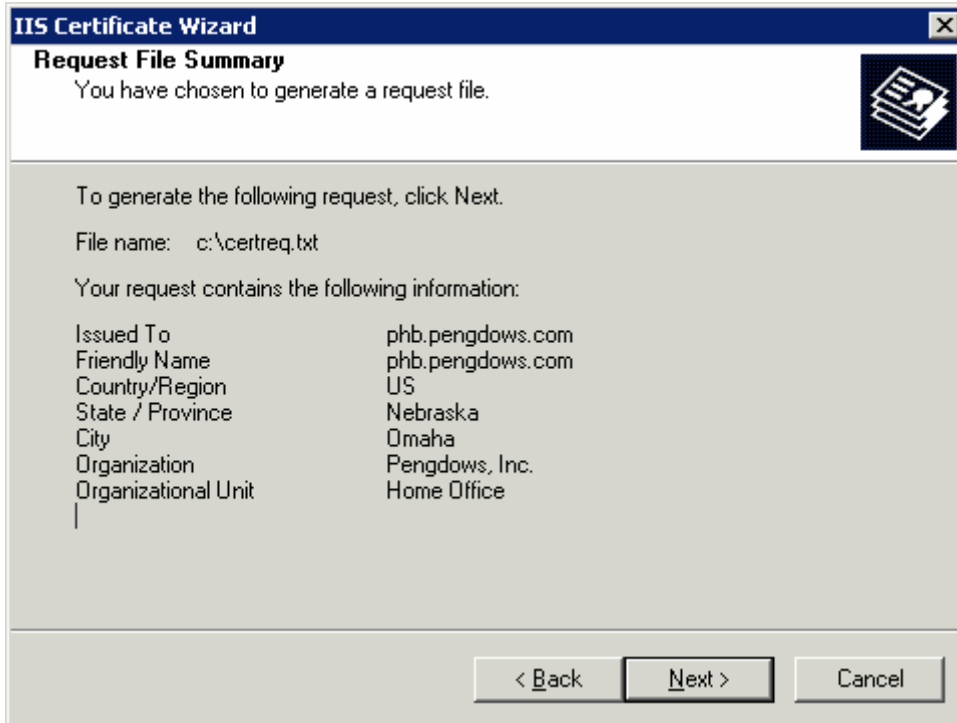 IIS Certificate Wizard
Request File Summary
You have chosen to generate a request file.
To generate the following request, click Next.
File name: c:\certreq.txt
Your request contains the following information:
Issued To phb.pengdows.com
Friendly Name phb.pengdows.com
Country/Region US
State / Province Nebraska
City Omaha
Organization Pengdows, Inc.
Organizational Unit Home Office
< Back Next > Cancel